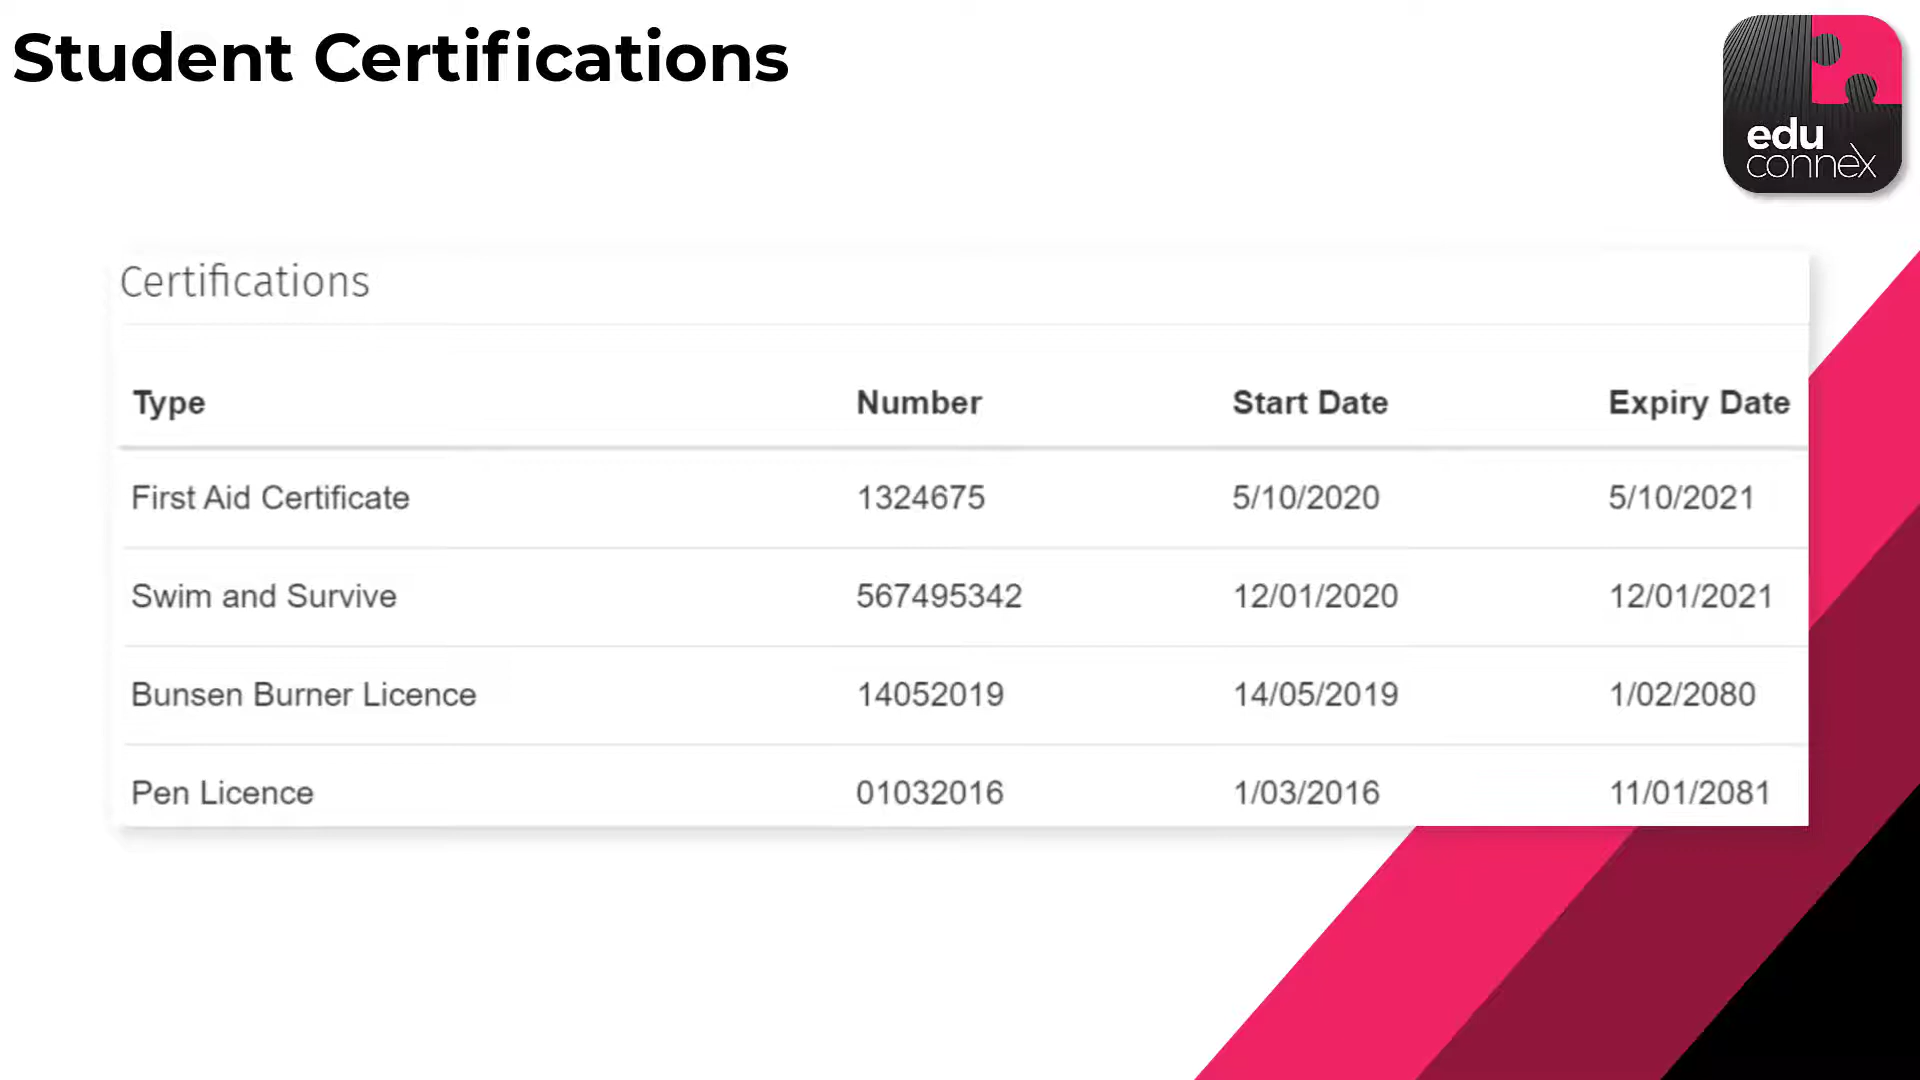 Student Certifications
edu
connex
Certifications
Type Number Start Date Expiry Date
First Aid Certificate 1324675 5/10/2020 5/10/2021
Swim and Survive 567495342 12/01/2020 12/01/2021
Bunsen Burner Licence 14052019 14/05/2019 1/02/2080
Pen Licence 01032016 1/03/2016 11/01/2081